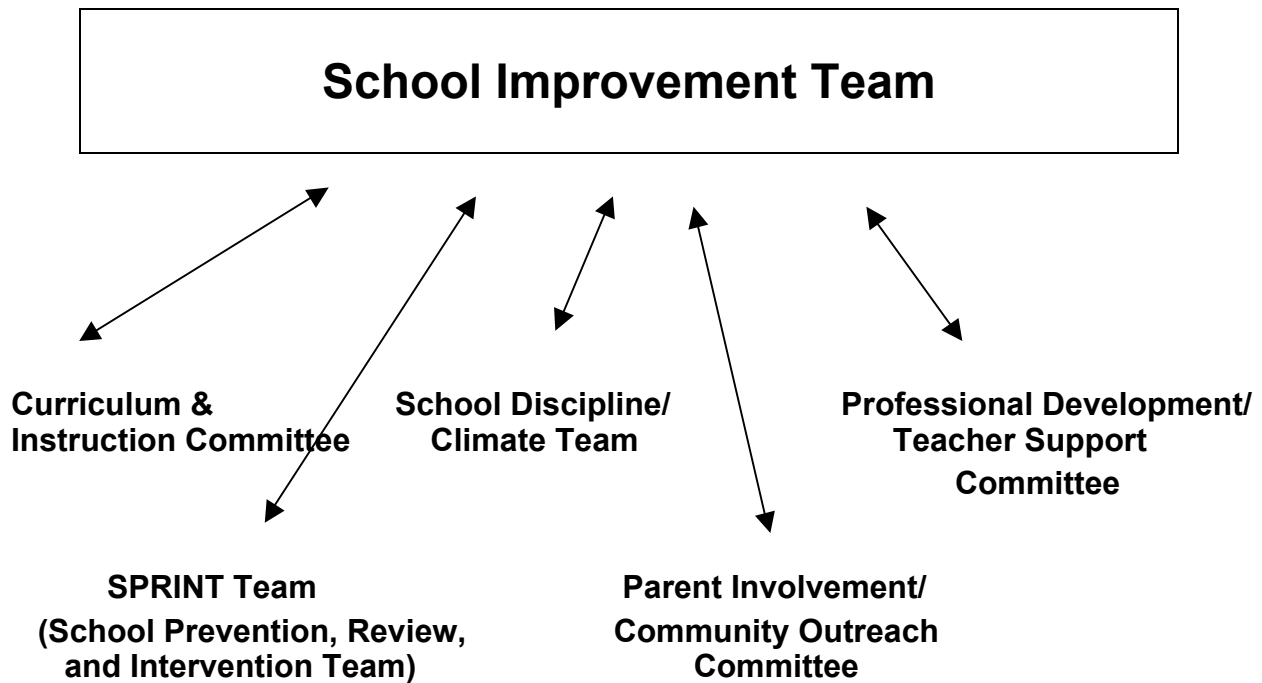 School Improvement Team
Curriculum &
Instruction Committee
School Discipline/
Climate Team
Professional Development/
Teacher Support
Committee
SPRINT Team
(School Prevention, Review,
and Intervention Team)
Parent Involvement/
Community Outreach
Committee